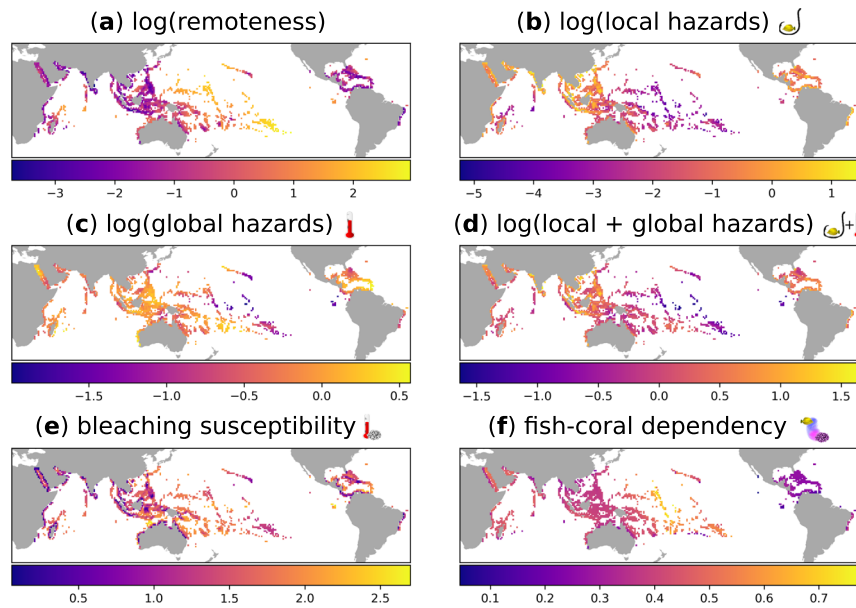 (a) log(remoteness)
(b) log(local hazards)
−3 −2 −1 0 1 2
−5 −4 −3 −2 −1 0 1
(c) log(global hazards)
(d) log(local + global hazards) +
−1.5 −1.0 −0.5 0.0 0.5
−1.5 −1.0 −0.5 0.0 0.5 1.0 1.5
(e) bleaching susceptibility
(f) fish-coral dependency
0.5 1.0 1.5 2.0 2.5
0.1 0.2 0.3 0.4 0.5 0.6 0.7